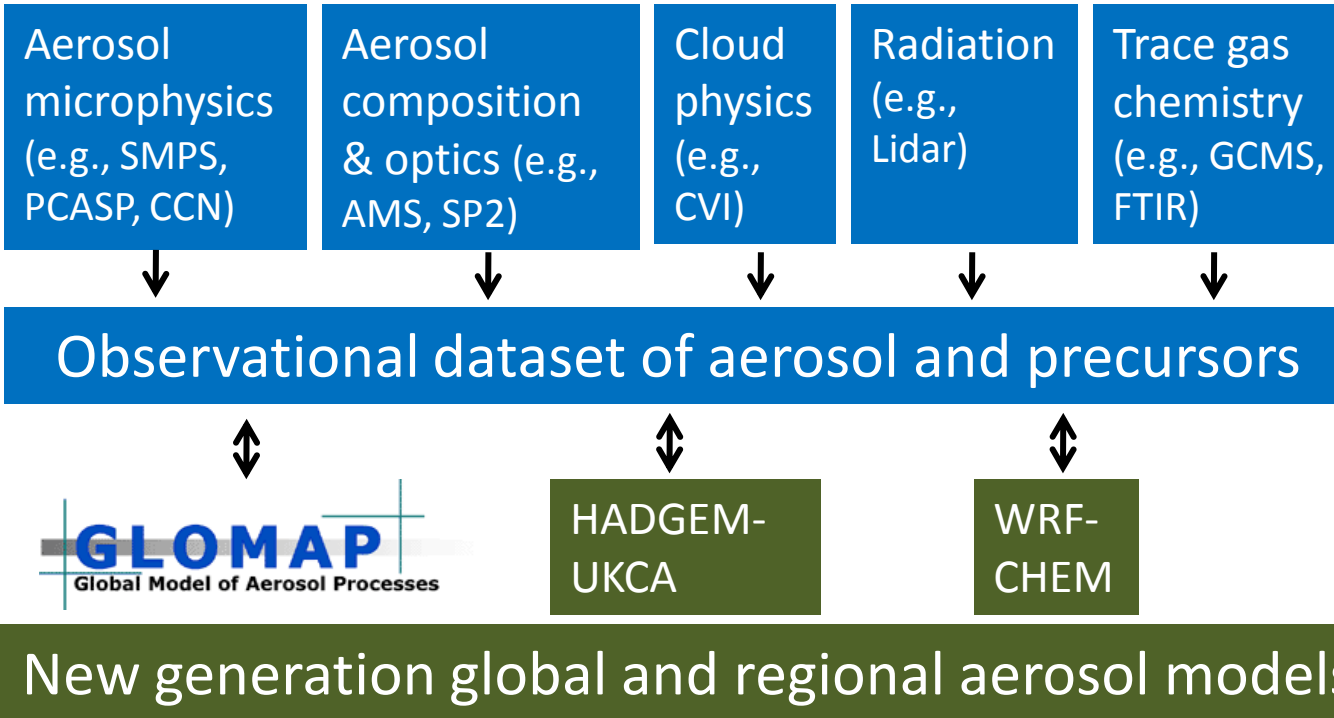 Aerosol
microphysics
(e.g., SMPS,
PCASP, CCN)
Aerosol
composition
& optics (e.g.,
AMS, SP2)
Cloud
physics
(e.g.,
CVI)
Radiation
(e.g.,
Lidar)
Trace gas
chemistry
(e.g., GCMS,
FTIR)
Observational dataset of aerosol and precursors
GLOMAP
Global Model of Aerosol Processes
HADGEM-
UKCA
WRF-
CHEM
New generation global and regional aerosol models